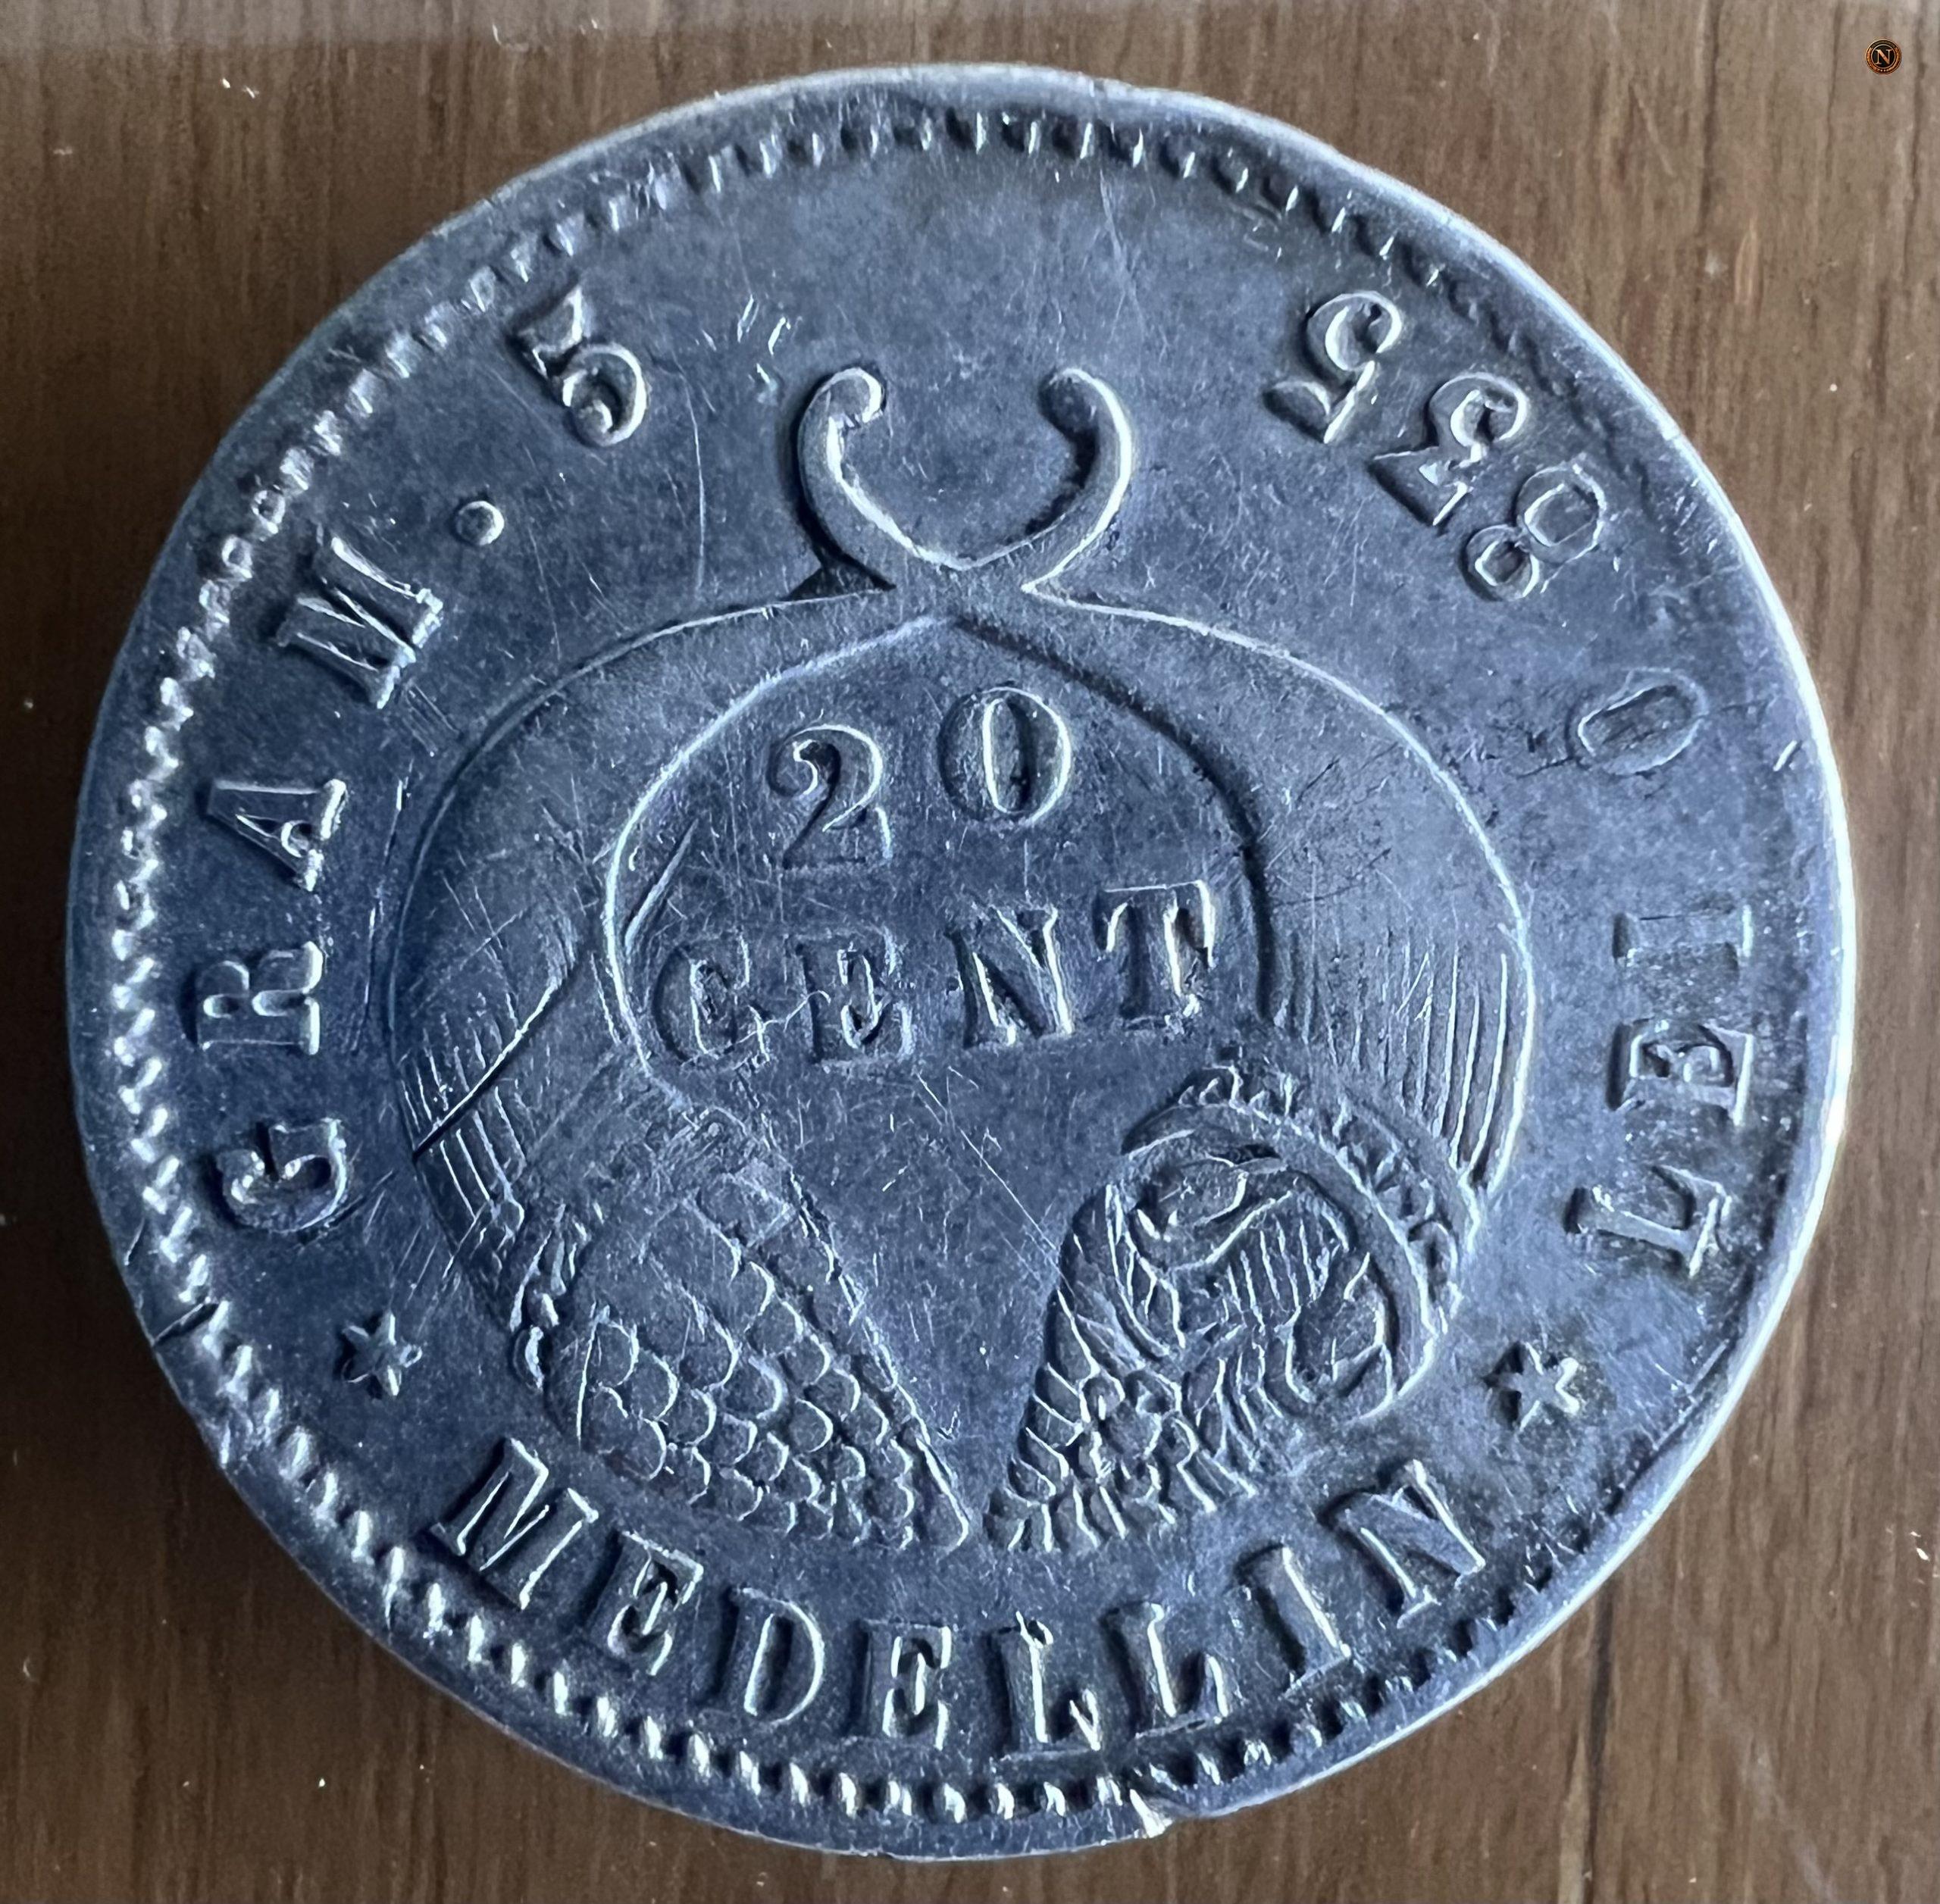 N
GRAM. 5
LEI 0 835
20
CENT
MEDELLIN